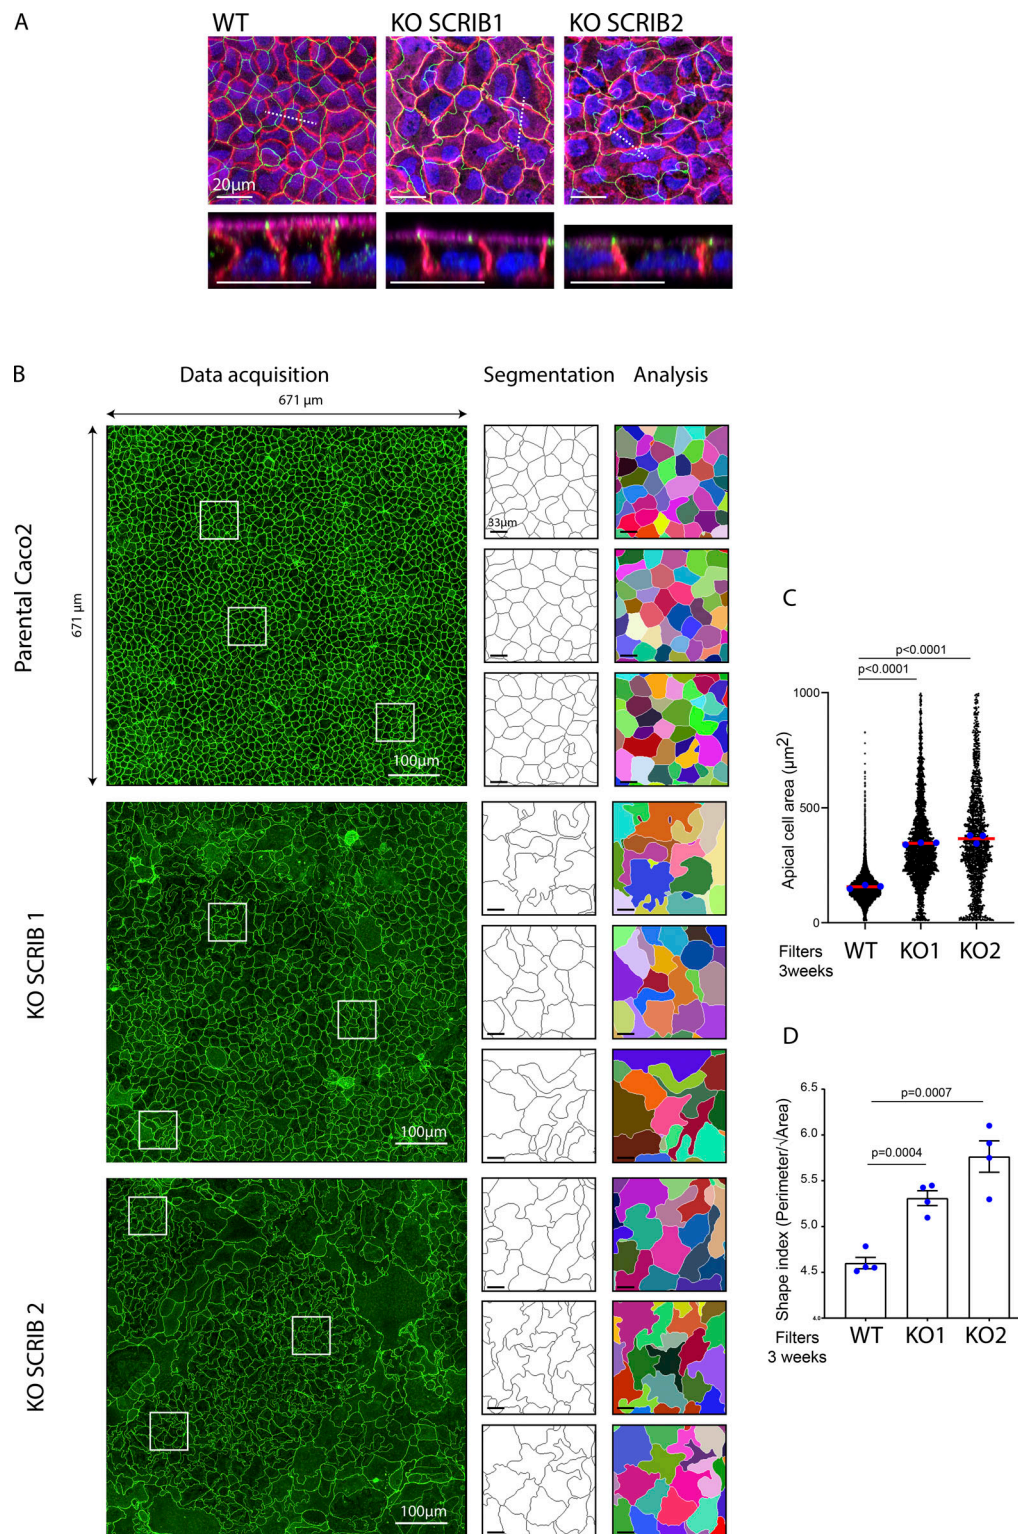 A
WT
KO SCRIB1
KO SCRIB2
20µm
B
Data acquisition
Segmentation
Analysis
671 µm
671 µm
Parental Caco2
33µm
100µm
KO SCRIB 1
100µm
KO SCRIB 2
100µm
C
p<0.0001
p<0.0001
1000
500
0
Apical cell area (µm²)
WT
KO1
KO2
Filters
3weeks
D
6.5
p=0.0007
6.0
p=0.0004
5.5
5.0
4.5
4.0
Shape index (Perimeter/√Area)
WT
KO1
KO2
Filters
3 weeks